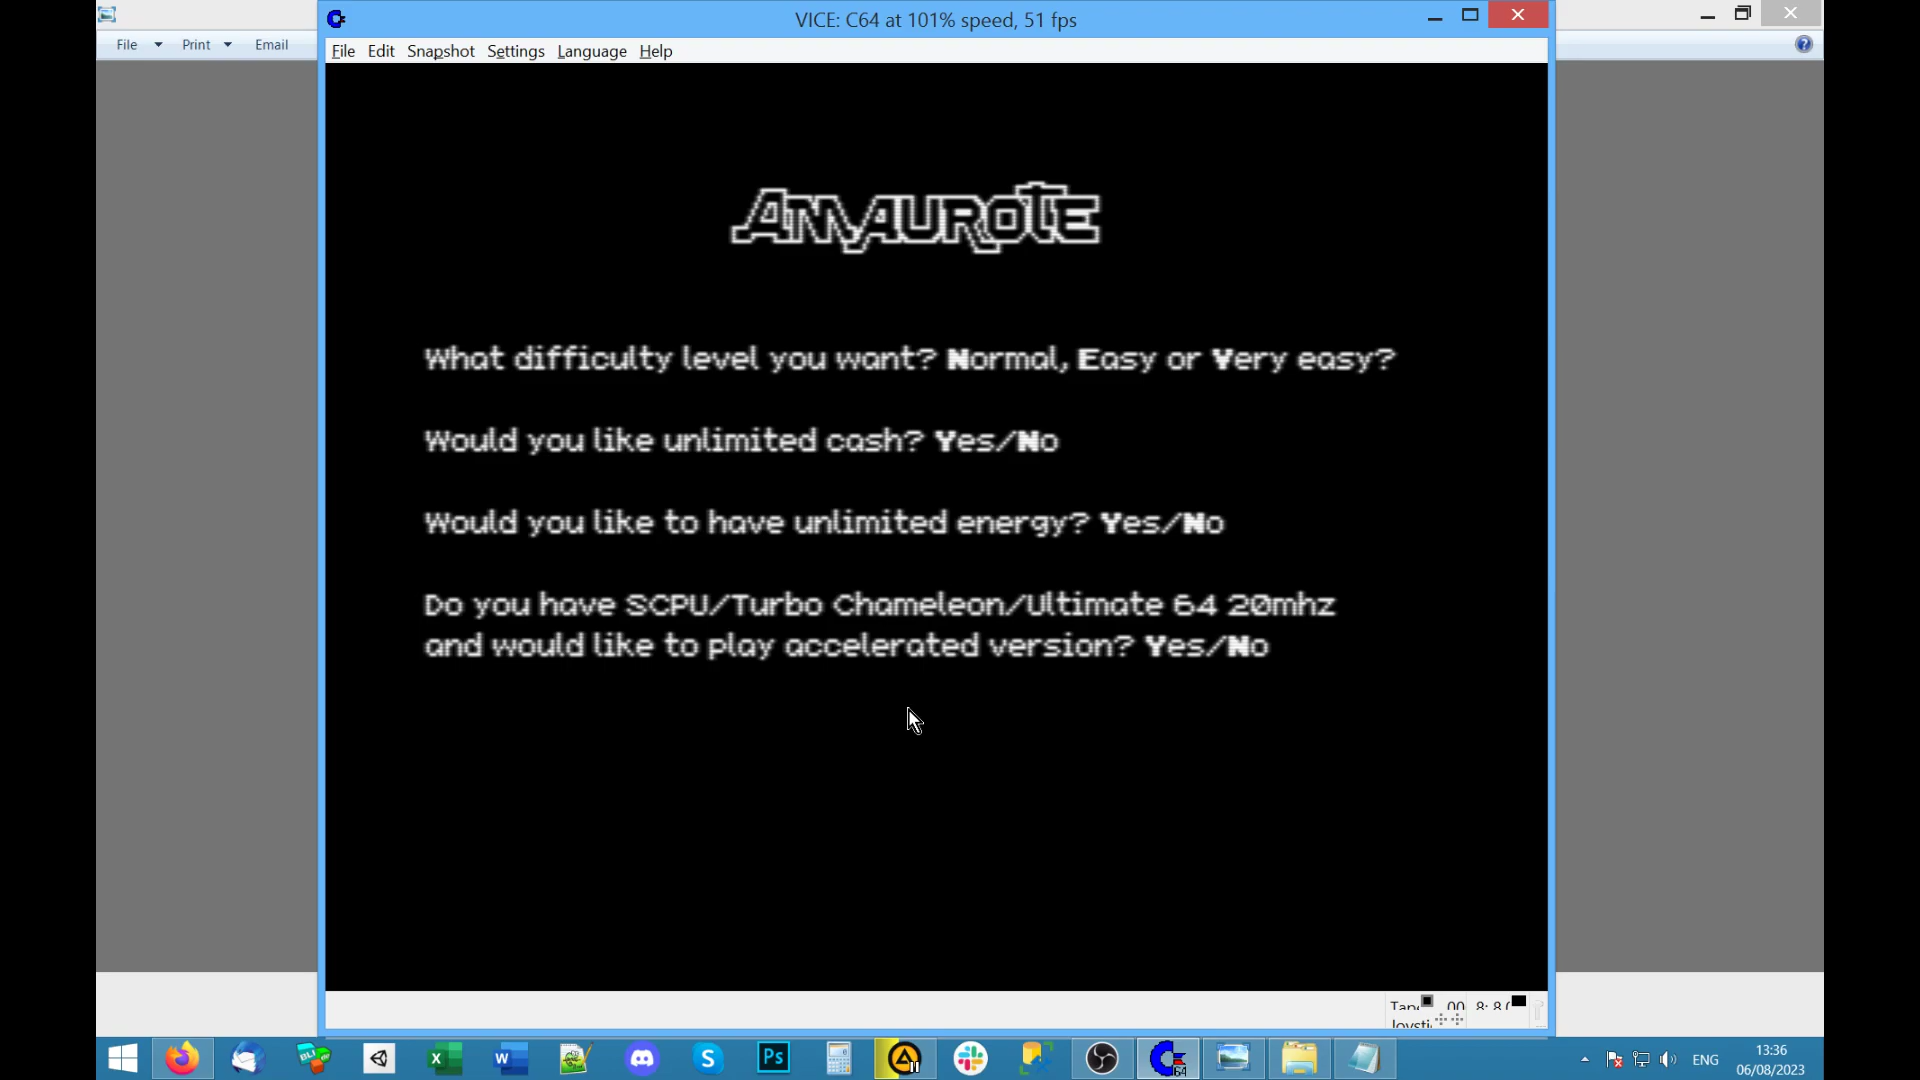 VICE: C64 at 101% speed, 51 fps
File Print Email
File Edit Snapshot Settings Language Help
AMAUROTE
What difficulty level you want? Normal, Easy or Very easy?
Would you like unlimited cash? Yes/No
Would you like to have unlimited energy? Yes/No
Do you have SCPU/Turbo Chameleon/Ultimate 64 20mhz
and would like to play accelerated version? Yes/No
ENG
13:36
06/08/2023